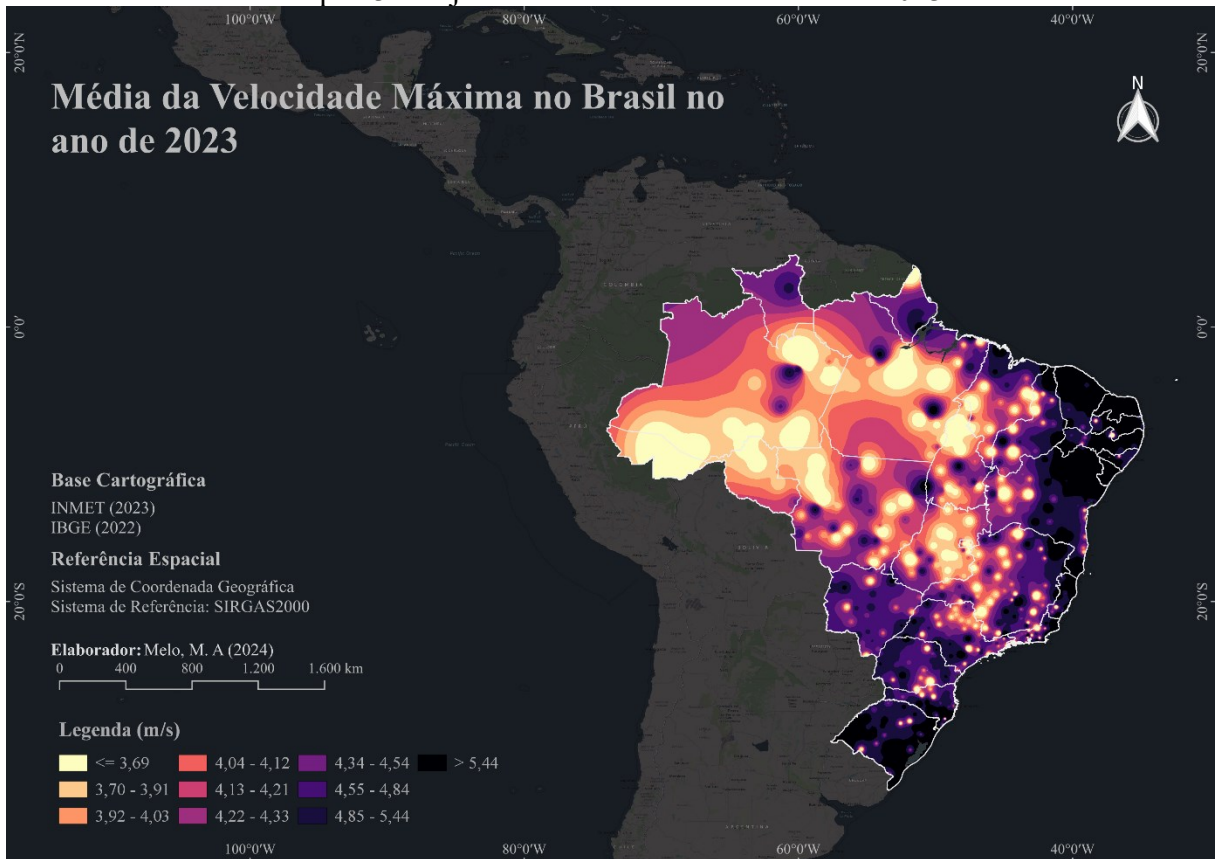 100°0'W 80°0'W 60°0'W 40°0'W
20°0'N 20°0'N
Média da Velocidade Máxima no Brasil no
ano de 2023
N
COLOMBIA
0°0' 0°0'
PERÚ
Base Cartográfica
INMET (2023)
IBGE (2022)
BOLIVIA
Referência Espacial
Sistema de Coordenada Geográfica
Sistema de Referência: SIRGAS2000
20°0'S 20°0'S
Elaborador: Melo, M. A (2024)
0 400 800 1.200 1.600 km
Legenda (m/s)
<= 3,69 4,04 - 4,12 4,34 - 4,54 > 5,44
3,70 - 3,91 4,13 - 4,21 4,55 - 4,84
3,92 - 4,03 4,22 - 4,33 4,85 - 5,44
ARGENTINA
100°0'W 80°0'W 60°0'W 40°0'W